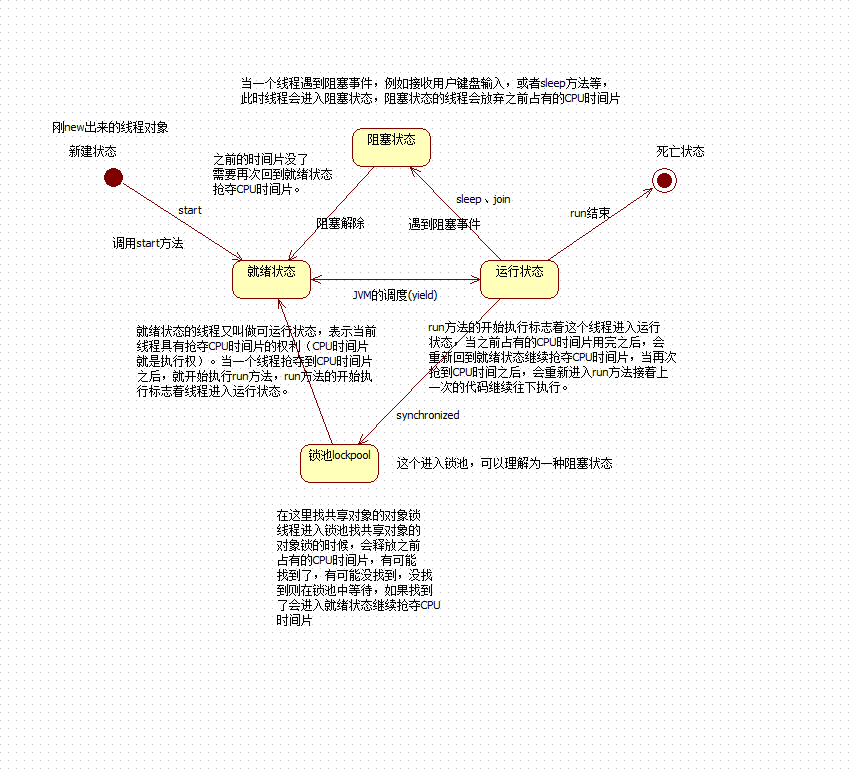 当一个线程遇到阻塞事件，例如接收用户键盘输入，或者sleep方法等，
此时线程会进入阻塞状态，阻塞状态的线程会放弃之前占有的CPU时间片
刚new出来的线程对象
新建状态
阻塞状态
死亡状态
之前的时间片没了
需要再次回到就绪状态
抢夺CPU时间片。
sleep、join
start
run结束
阻塞解除
遇到阻塞事件
调用start方法
就绪状态
运行状态
JVM的调度(yield)
就绪状态的线程又叫做可运行状态，表示当前
线程具有抢夺CPU时间片的权利（CPU时间片
就是执行权）。当一个线程抢夺到CPU时间片
之后，就开始执行run方法，run方法的开始执
行标志着线程进入运行状态。
run方法的开始执行标志着这个线程进入运行
状态，当之前占有的CPU时间片用完之后，会
重新回到就绪状态继续抢夺CPU时间片，当再次
抢到CPU时间之后，会重新进入run方法接着上
一次的代码继续往下执行。
synchronized
锁池lockpool
这个进入锁池，可以理解为一种阻塞状态
在这里找共享对象的对象锁
线程进入锁池找共享对象的
对象锁的时候，会释放之前
占有的CPU时间片，有可能
找到了，有可能没找到，没找
到则在锁池中等待，如果找到
了会进入就绪状态继续抢夺CPU
时间片